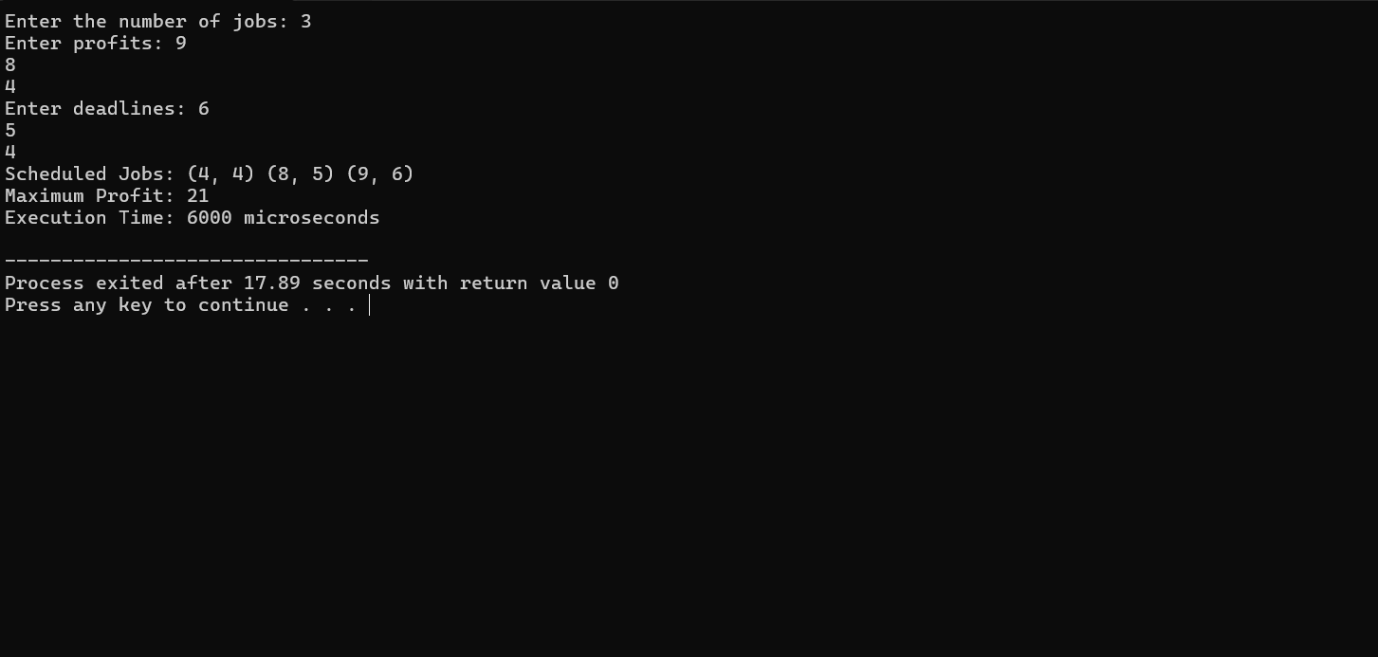 Enter the number of jobs: 3
Enter profits: 9
8
4
Enter deadlines: 6
5
4
Scheduled Jobs: (4, 4) (8, 5) (9, 6)
Maximum Profit: 21
Execution Time: 6000 microseconds
--------------------------------
Process exited after 17.89 seconds with return value 0
Press any key to continue . . .